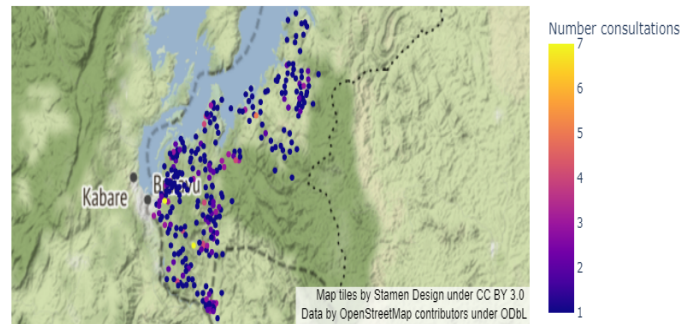 Number consultations
7
6
5
4
3
2
1
Kabare
Map tiles by Stamen Design under CC BY 3.0
Data by OpenStreetMap contributors under ODbL